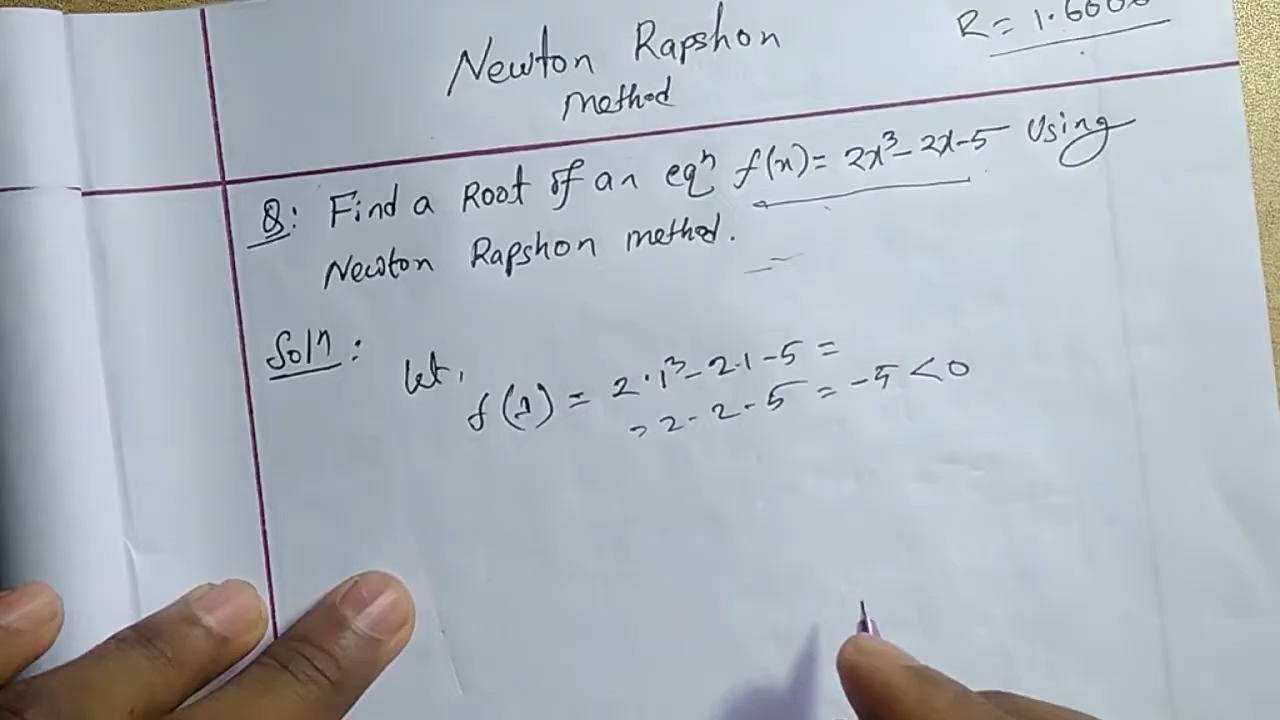 Newton Rapshon
method
R = 1.6006
Q: Find a Root of an eqⁿ f(x) = 2x³ - 2x - 5 Using
Newton Rapshon method.
Solⁿ:
let,
f(1) = 2·1³ - 2·1 - 5 =
= 2 - 2 - 5 = -5 < 0